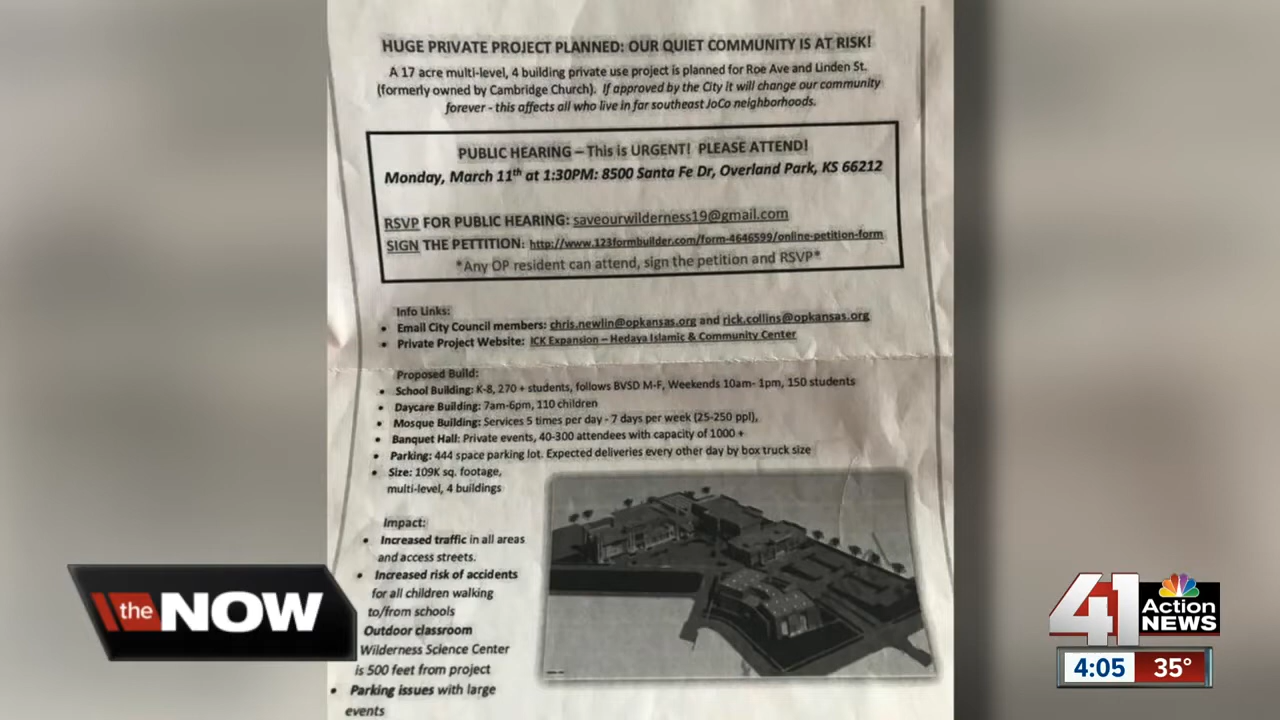 HUGE PRIVATE PROJECT PLANNED: OUR QUIET COMMUNITY IS AT RISK!
A 17 acre multi-level, 4 building private use project is planned for Roe Ave and Linden St.
(formerly owned by Cambridge Church). If approved by the City it will change our community
forever - this affects all who live in far southeast JoCo neighborhoods.
PUBLIC HEARING – This is URGENT! PLEASE ATTEND!
Monday, March 11th at 1:30PM: 8500 Santa Fe Dr, Overland Park, KS 66212
RSVP FOR PUBLIC HEARING: saveourwilderness19@gmail.com
SIGN THE PETITION: http://www.123formbuilder.com/form-4646599/online-petition-form
*Any OP resident can attend, sign the petition and RSVP*
Info Links:
• Email City Council members: chris.newlin@opkansas.org and rick.collins@opkansas.org
• Private Project Website: ICK Expansion – Hedaya Islamic & Community Center
Proposed Build:
• School Building: K-8, 270 + students, follows BVSD M-F, Weekends 10am- 1pm, 150 students
• Daycare Building: 7am-6pm, 110 children
• Mosque Building: Services 5 times per day - 7 days per week (25-250 ppl),
• Banquet Hall: Private events, 40-300 attendees with capacity of 1000 +
• Parking: 444 space parking lot. Expected deliveries every other day by box truck size
• Size: 109K sq. footage,
multi-level, 4 buildings
Impact:
• Increased traffic in all areas
and access streets.
• Increased risk of accidents
for all children walking
to/from schools
Outdoor classroom
Wilderness Science Center
is 500 feet from project
• Parking issues with large
events
the NOW
41
Action
NEWS
4:05 35°